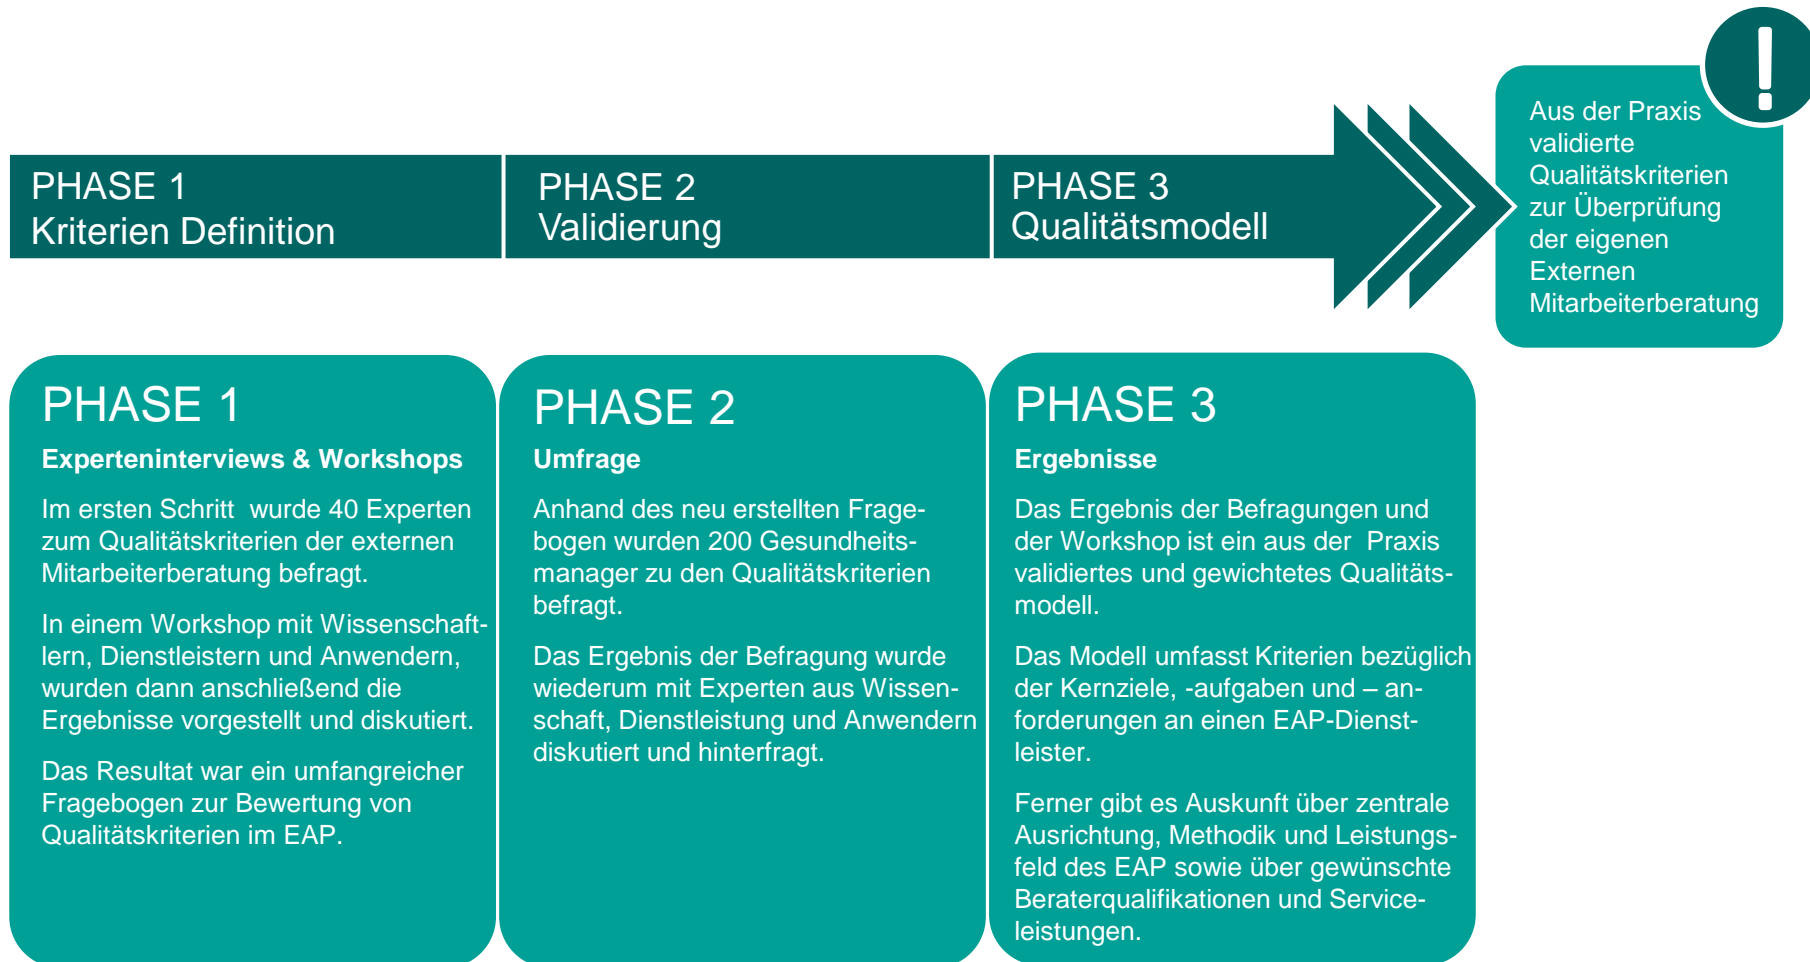 PHASE 1
Kriterien Definition
PHASE 2
Validierung
PHASE 3
Qualitätsmodell
!
Aus der Praxis
validierte
Qualitätskriterien
zur Überprüfung
der eigenen
Externen
Mitarbeiterberatung
PHASE 1
Experteninterviews & Workshops
Im ersten Schritt wurde 40 Experten
zum Qualitätskriterien der externen
Mitarbeiterberatung befragt.
In einem Workshop mit Wissenschaft-
lern, Dienstleistern und Anwendern,
wurden dann anschließend die
Ergebnisse vorgestellt und diskutiert.
Das Resultat war ein umfangreicher
Fragebogen zur Bewertung von
Qualitätskriterien im EAP.
PHASE 2
Umfrage
Anhand des neu erstellten Frage-
bogen wurden 200 Gesundheits-
manager zu den Qualitätskriterien
befragt.
Das Ergebnis der Befragung wurde
wiederum mit Experten aus Wissen-
schaft, Dienstleistung und Anwendern
diskutiert und hinterfragt.
PHASE 3
Ergebnisse
Das Ergebnis der Befragungen und
der Workshop ist ein aus der Praxis
validiertes und gewichtetes Qualitäts-
modell.
Das Modell umfasst Kriterien bezüglich
der Kernziele, -aufgaben und – an-
forderungen an einen EAP-Dienst-
leister.
Ferner gibt es Auskunft über zentrale
Ausrichtung, Methodik und Leistungs-
feld des EAP sowie über gewünschte
Beraterqualifikationen und Service-
leistungen.